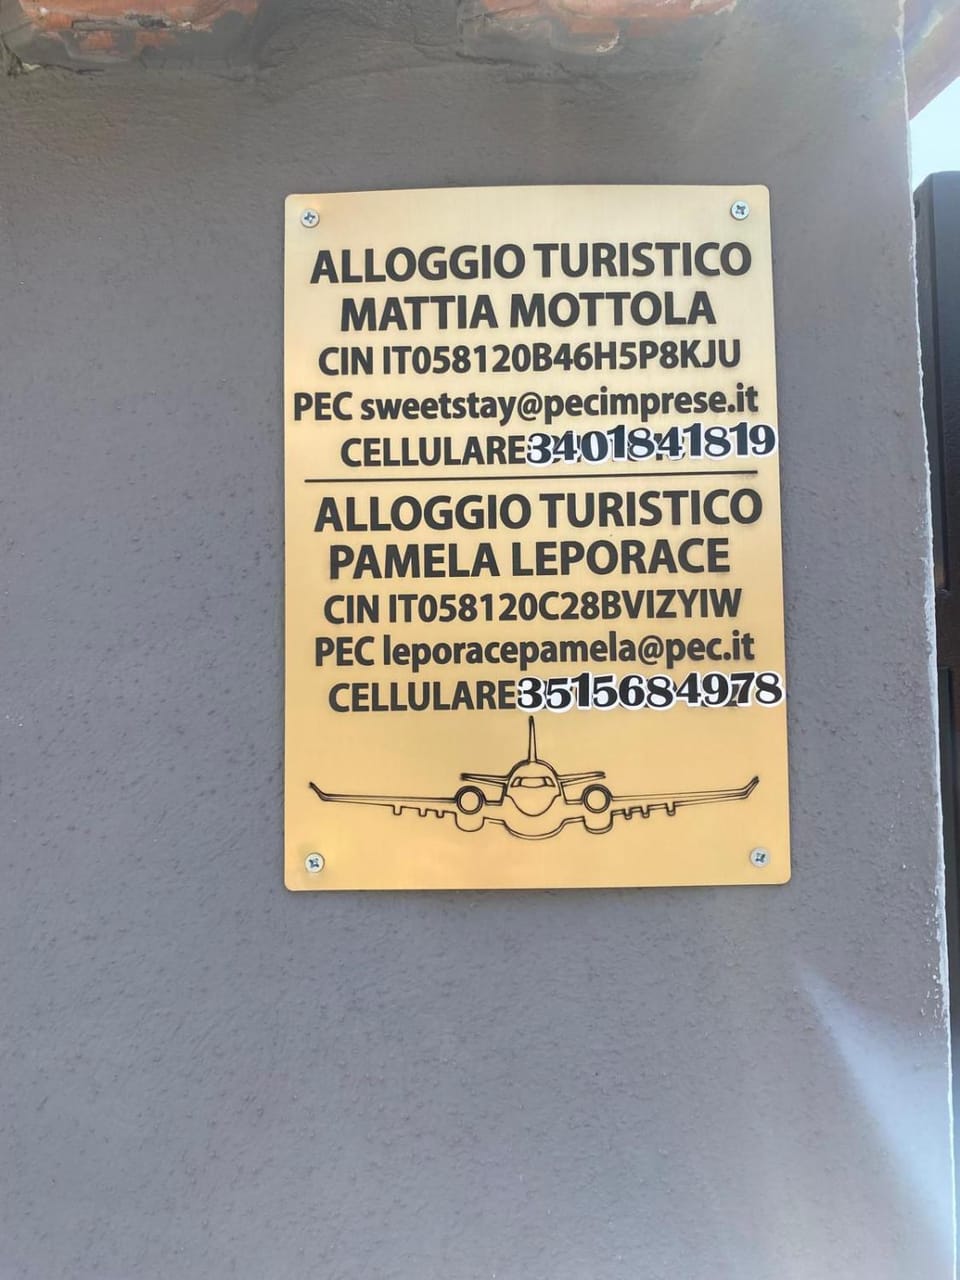 ALLOGGIO TURISTICO
MATTIA MOTTOLA
CIN IT058120B46H5P8KJU
PEC sweetstay@pecimprese.it
CELLULARE 3401841819
ALLOGGIO TURISTICO
PAMELA LEPORACE
CIN IT058120C28BVIZYIW
PEC leporacepamela@pec.it
CELLULARE 3515684978